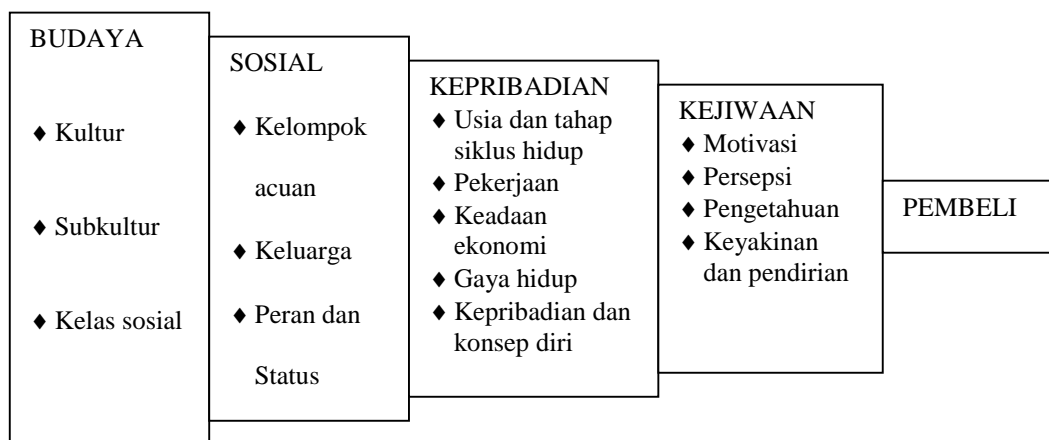 BUDAYA
♦ Kultur
♦ Subkultur
♦ Kelas sosial
SOSIAL
♦ Kelompok
acuan
♦ Keluarga
♦ Peran dan
Status
KEPRIBADIAN
♦ Usia dan tahap
siklus hidup
♦ Pekerjaan
♦ Keadaan
ekonomi
♦ Gaya hidup
♦ Kepribadian dan
konsep diri
KEJIWAAN
♦ Motivasi
♦ Persepsi
♦ Pengetahuan
♦ Keyakinan
dan pendirian
PEMBELI